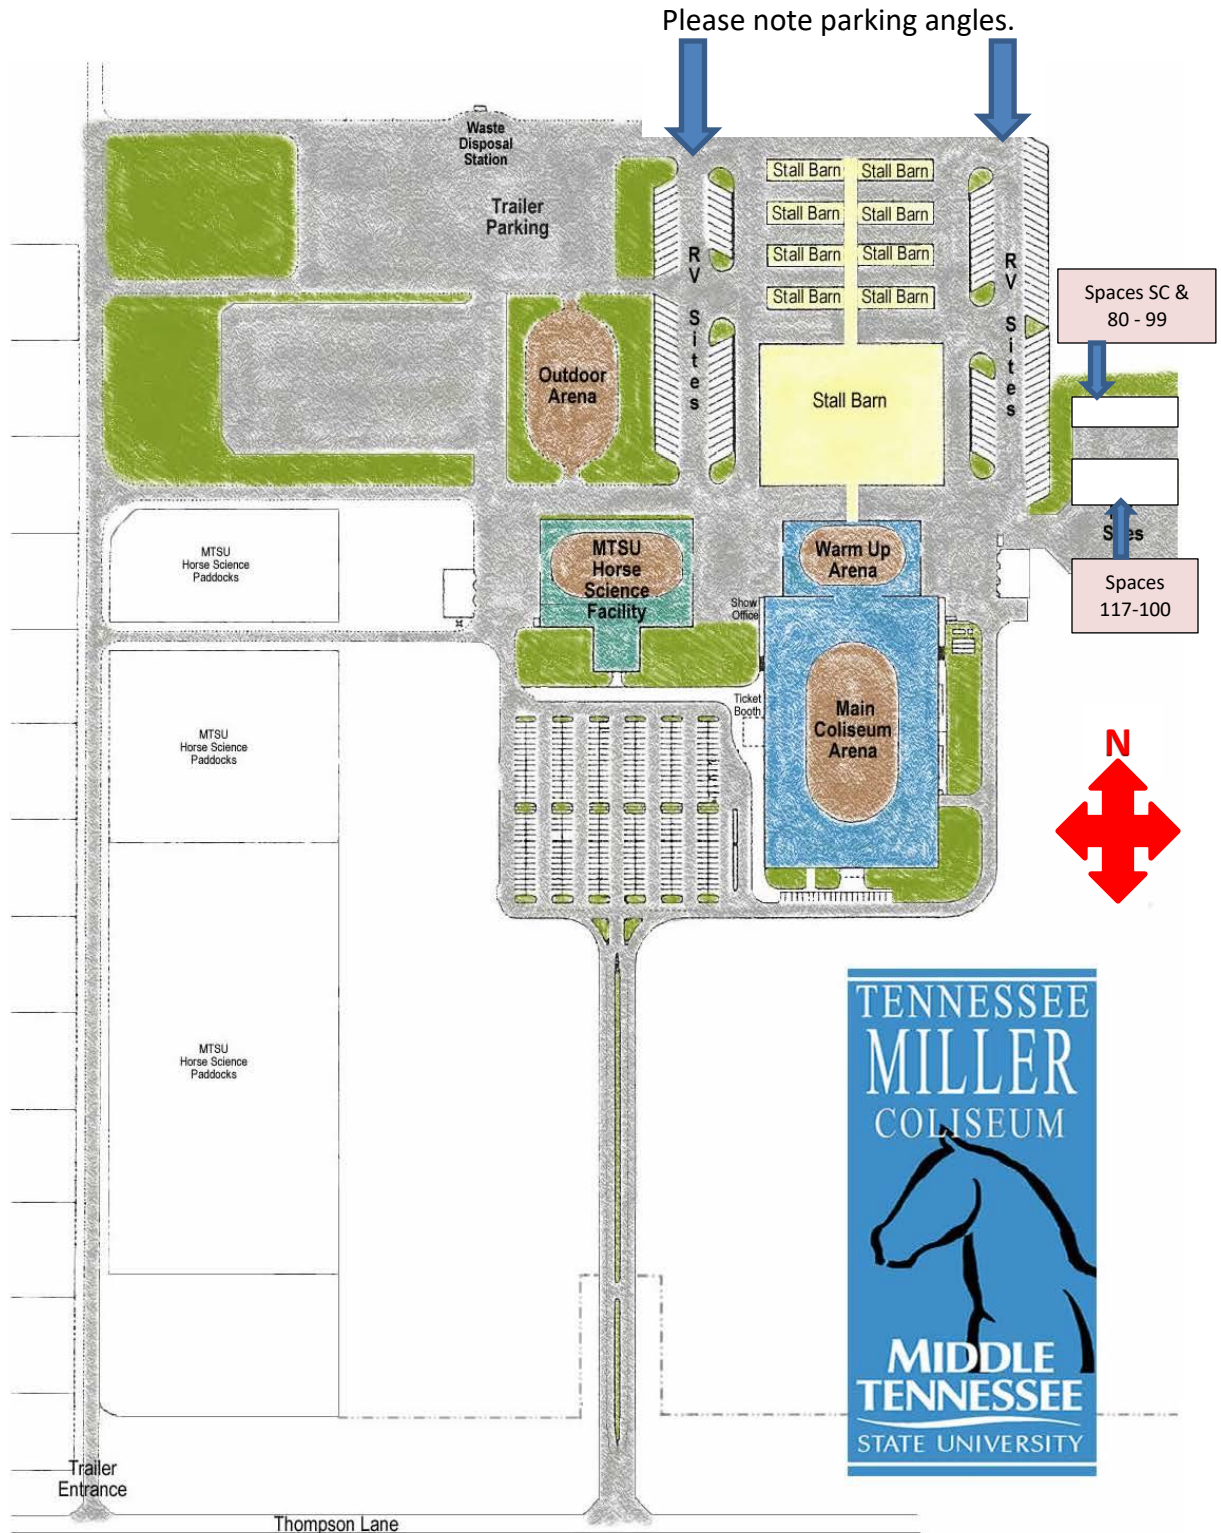 Please note parking angles.
Waste
Disposal
Station
Trailer
Parking
Stall Barn
Stall Barn
Stall Barn
Stall Barn
Stall Barn
Stall Barn
Stall Barn
Stall Barn
RV Sites
RV Sites
Spaces SC &
80 - 99
Outdoor
Arena
Stall Barn
MTSU
Horse Science
Paddocks
MTSU
Horse
Science
Facility
Warm Up
Arena
Spaces
117-100
Show
Office
Ticket
Booth
Main
Coliseum
Arena
MTSU
Horse Science
Paddocks
N
MTSU
Horse Science
Paddocks
TENNESSEE
MILLER
COLISEUM
MIDDLE
TENNESSEE
STATE UNIVERSITY
Trailer
Entrance
Thompson Lane